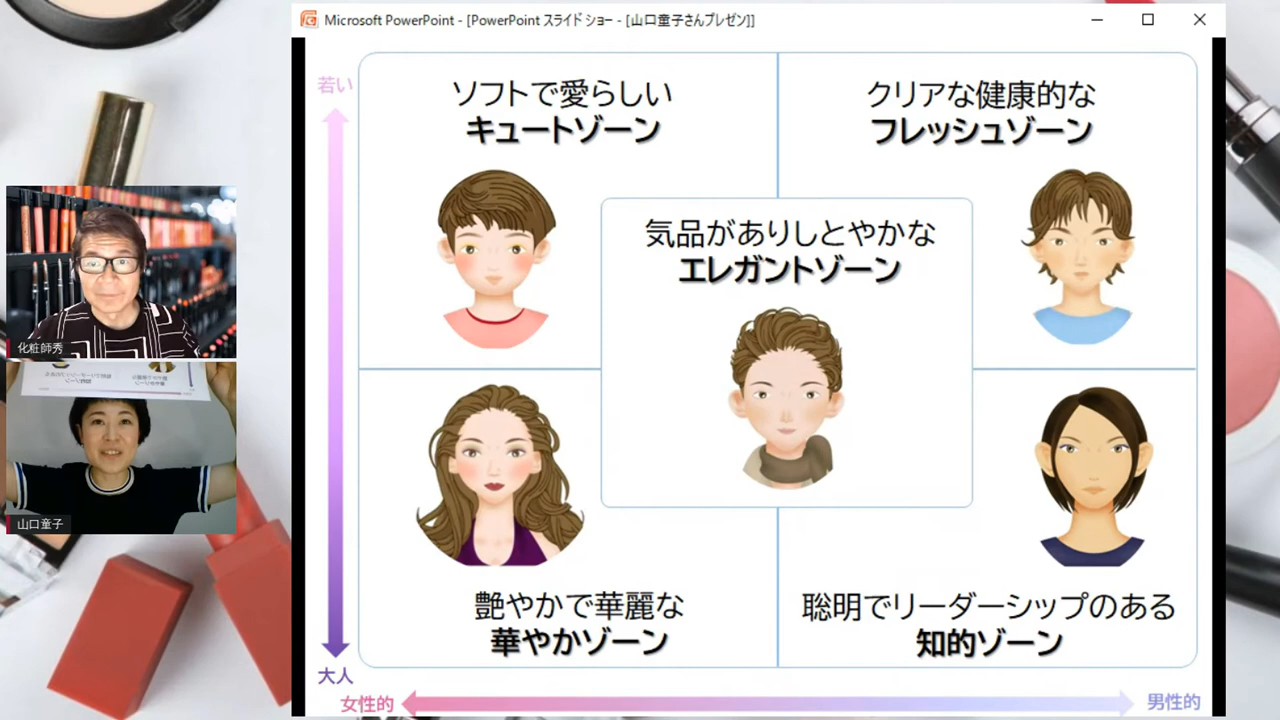 Microsoft PowerPoint - [PowerPoint スライド ショー - [山口童子さんプレゼン]]
若い
ソフトで愛らしい
キュートゾーン
クリアな健康的な
フレッシュゾーン
気品がありしとやかな
エレガントゾーン
化粧師秀
山口童子
艶やかで華麗な
華やかゾーン
聡明でリーダーシップのある
知的ゾーン
大人
女性的
男性的